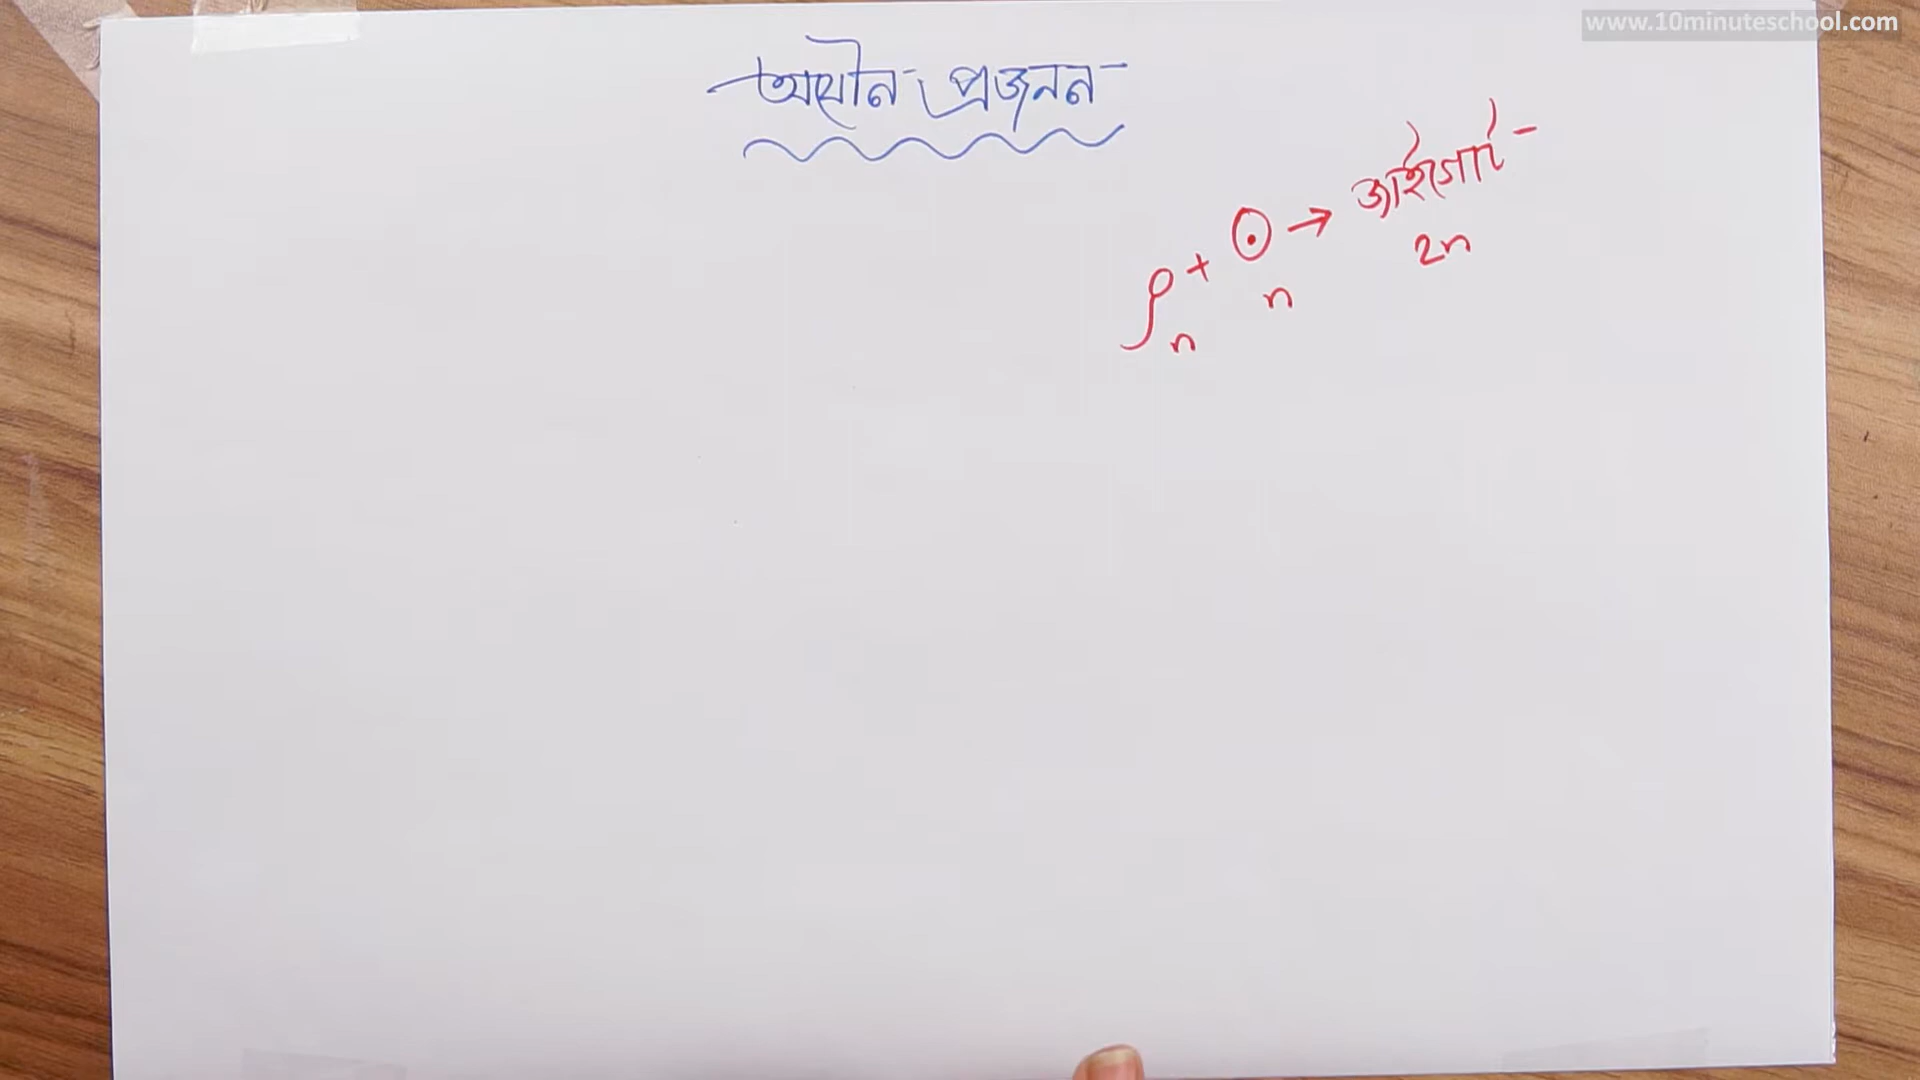 www.10minuteschool.com
অযৌন প্রজনন
n + n → জাইগোট
2n